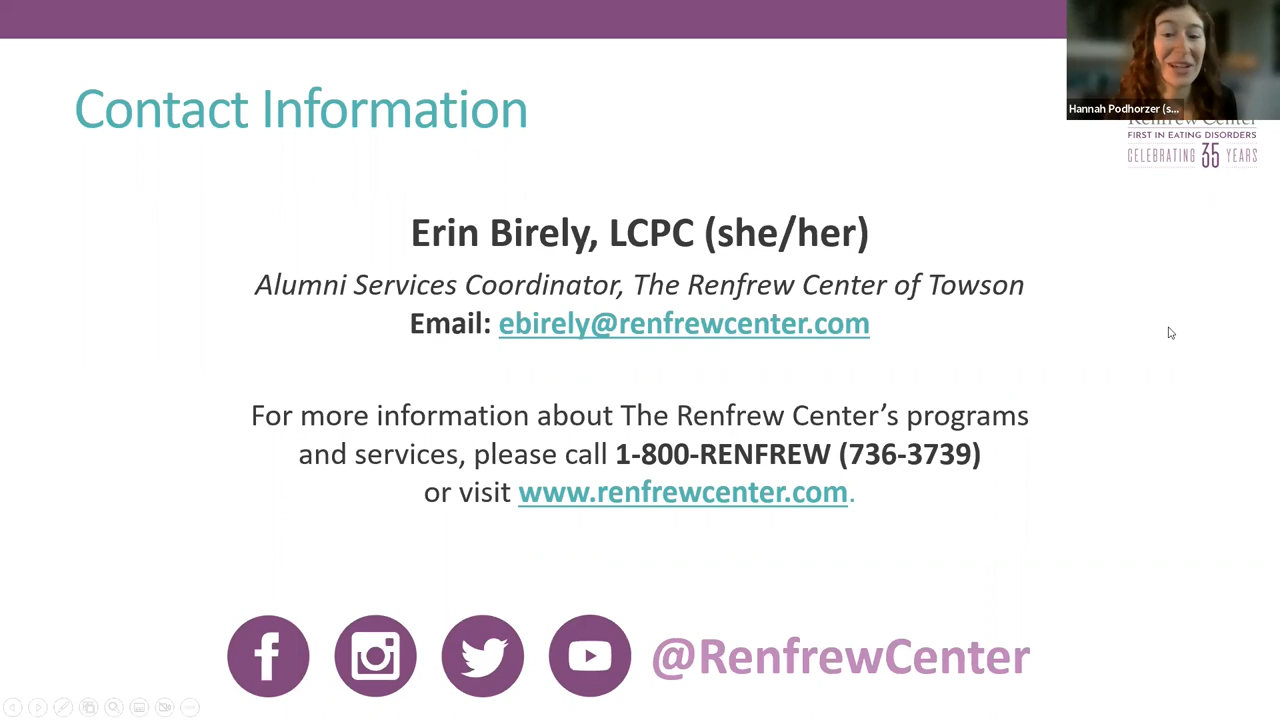 Contact Information
Hannah Podhorzer (s...
Renfrew Center
FIRST IN EATING DISORDERS
CELEBRATING 35 YEARS
Erin Birely, LCPC (she/her)
Alumni Services Coordinator, The Renfrew Center of Towson
Email: ebirely@renfrewcenter.com
For more information about The Renfrew Center’s programs
and services, please call 1-800-RENFREW (736-3739)
or visit www.renfrewcenter.com.
@RenfrewCenter